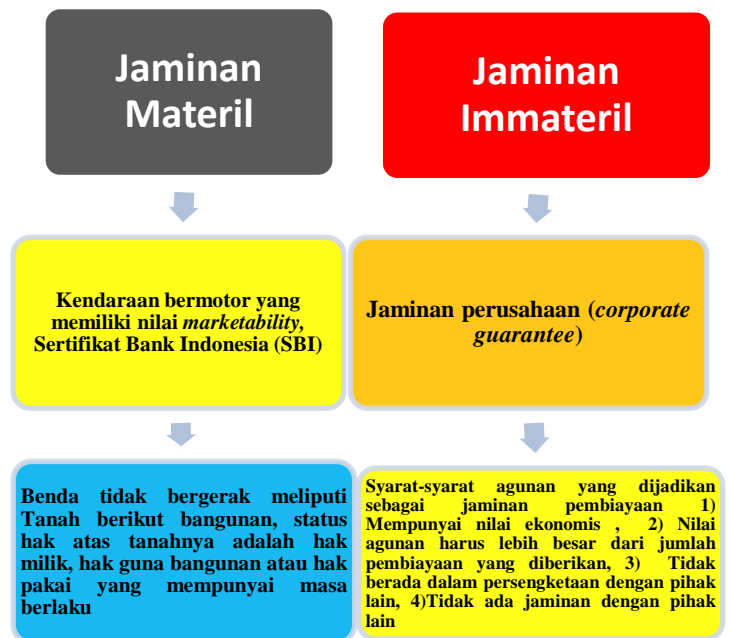 Jaminan
Materil
Kendaraan bermotor yang
memiliki nilai marketability,
Sertifikat Bank Indonesia (SBI)
Benda tidak bergerak meliputi
Tanah berikut bangunan, status
hak atas tanahnya adalah hak
milik, hak guna bangunan atau hak
pakai yang mempunyai masa
berlaku
Jaminan
Immateril
Jaminan perusahaan (corporate
guarantee)
Syarat-syarat agunan yang dijadikan
sebagai jaminan pembiayaan 1)
Mempunyai nilai ekonomis , 2) Nilai
agunan harus lebih besar dari jumlah
pembiayaan yang diberikan, 3) Tidak
berada dalam persengketaan dengan pihak
lain, 4)Tidak ada jaminan dengan pihak
lain